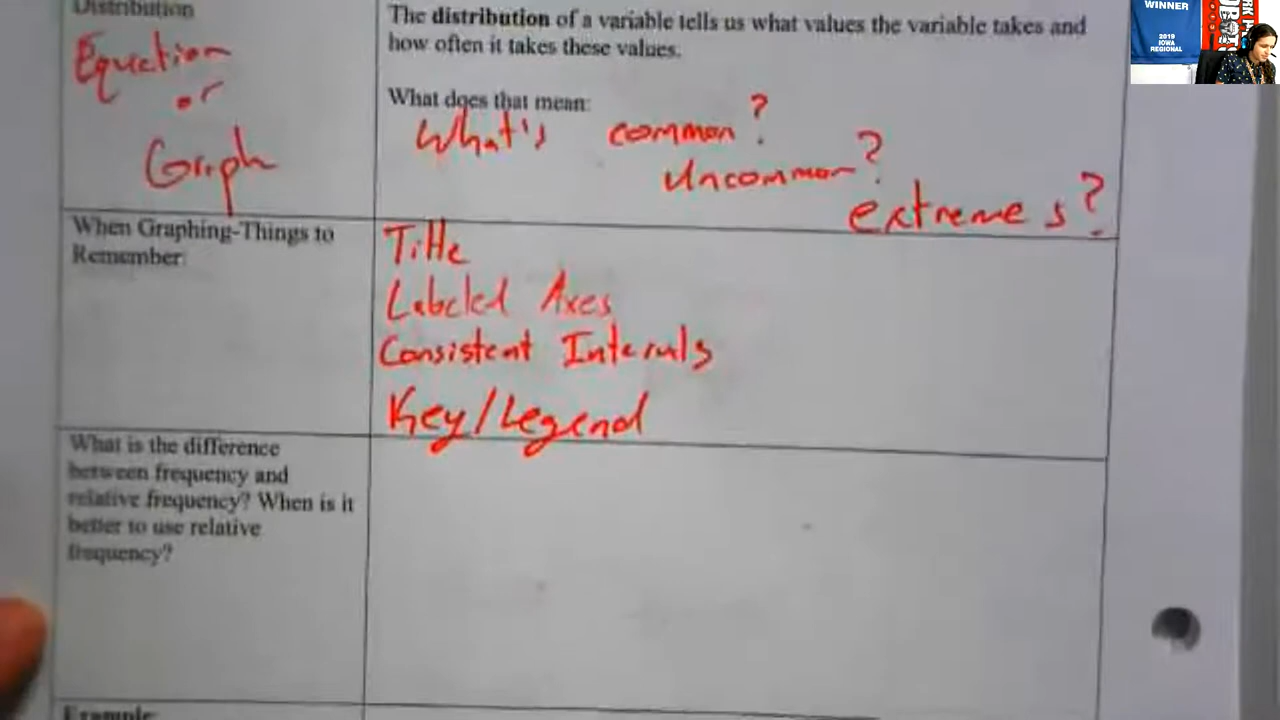 Distribution
Equation
or
Graph
The distribution of a variable tells us what values the variable takes and
how often it takes these values.
What does that mean:
What's common?
Uncommon?
extremes?
When Graphing-Things to
Remember:
Title
Labeled Axes
Consistent Intervals
Key/Legend
What is the difference
between frequency and
relative frequency? When is it
better to use relative
frequency?
Example
WINNER
2019 IOWA
REGIONAL